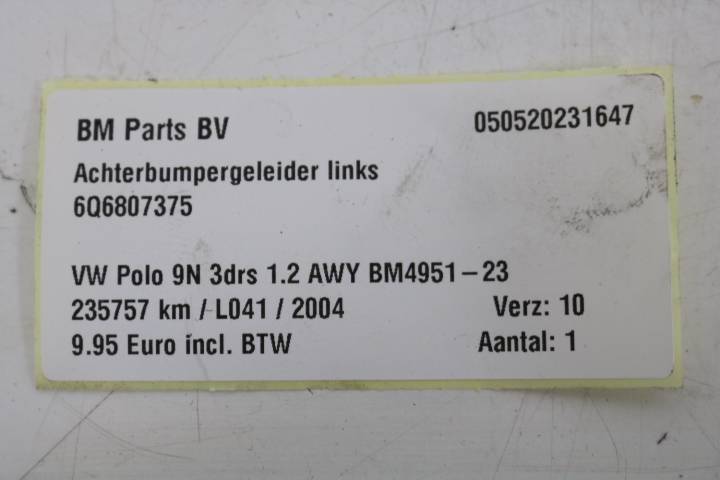 BM Parts BV 050520231647
Achterbumpergeleider links
6Q6807375
VW Polo 9N 3drs 1.2 AWY BM4951-23
235757 km / L041 / 2004 Verz: 10
9.95 Euro incl. BTW Aantal: 1